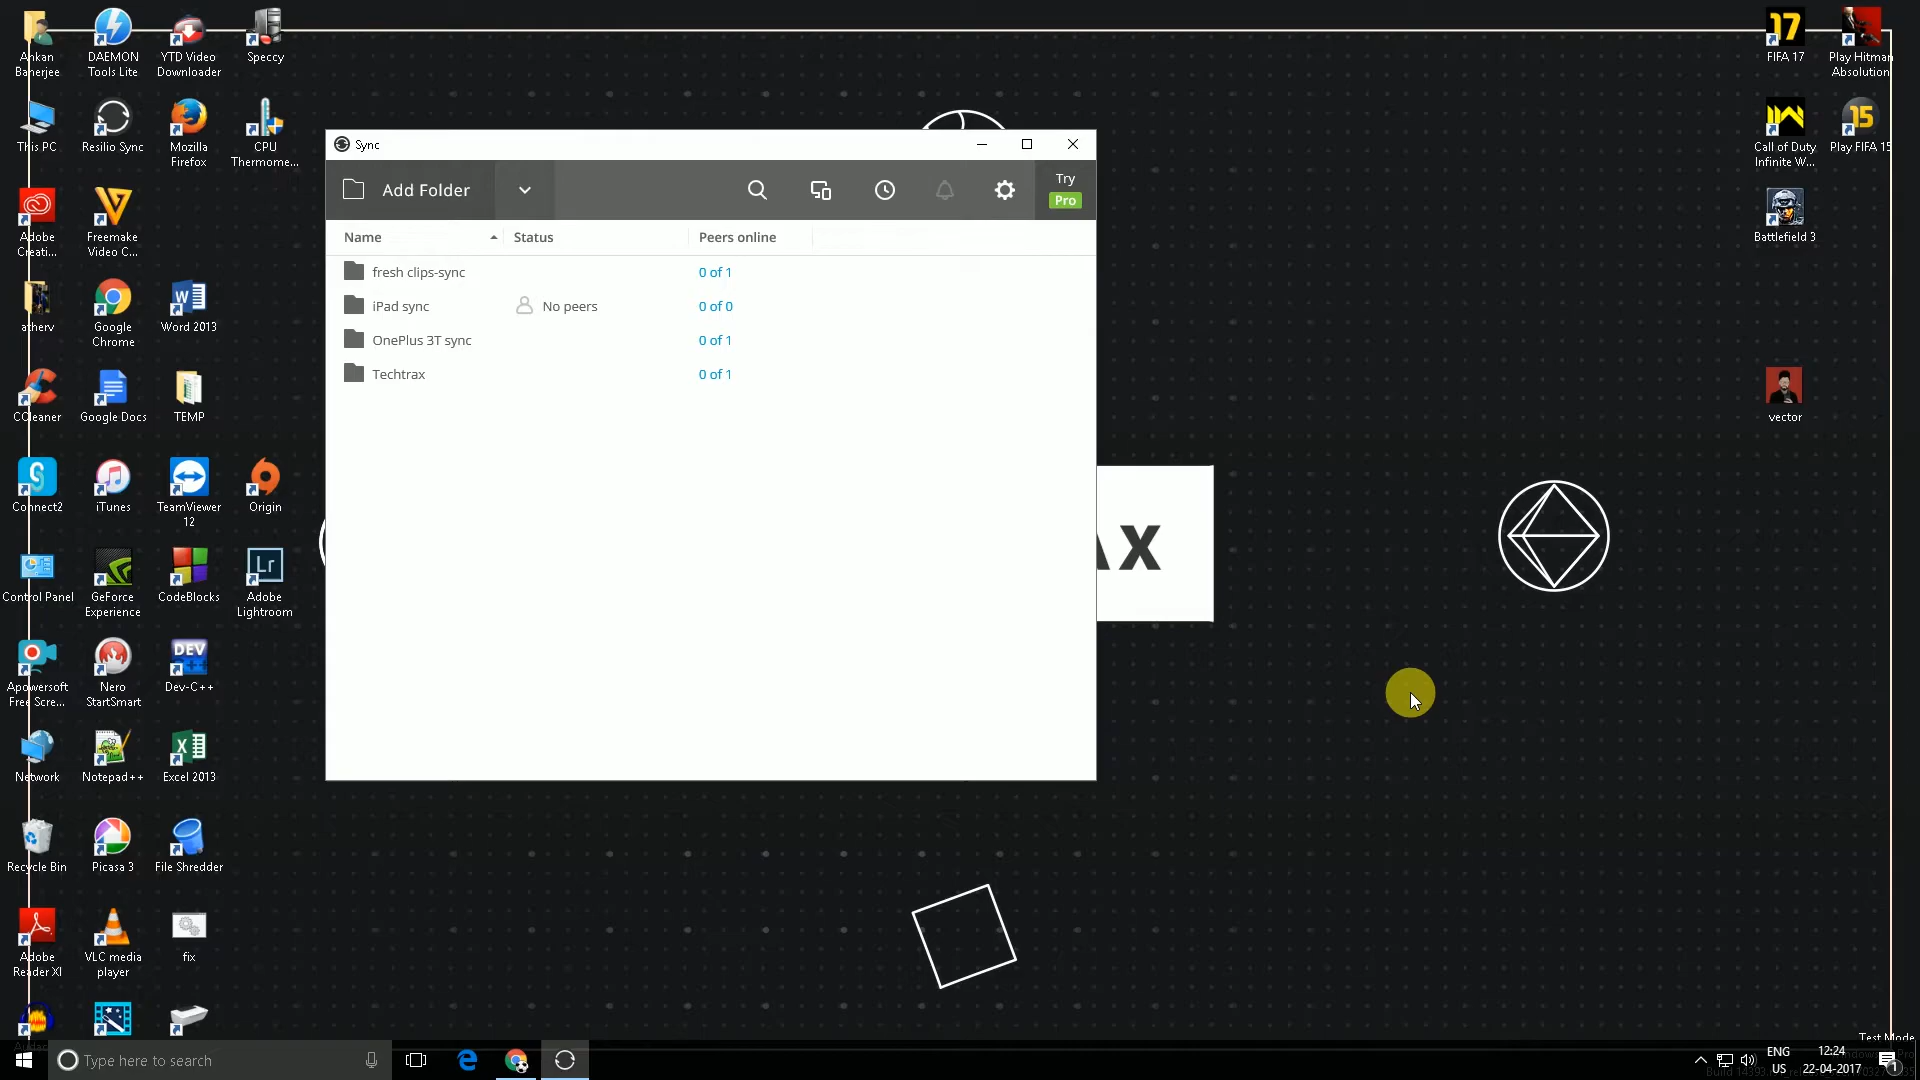 Ankan
Banerjee
DAEMON
Tools Lite
YTD Video
Downloader
Speccy
FIFA 17
Play Hitman
Absolution
This PC
Resilio Sync
Mozilla
Firefox
CPU
Thermome...
Call of Duty
Infinite W...
Play FIFA 15
Adobe
Creati...
Freemake
Video C...
Battlefield 3
atherv
Google
Chrome
Word 2013
CCleaner
Google Docs
TEMP
vector
Connect2
iTunes
TeamViewer
12
Origin
Control Panel
GeForce
Experience
CodeBlocks
Adobe
Lightroom
Apowersoft
Free Scre...
Nero
StartSmart
Dev-C++
Network
Notepad++
Excel 2013
Recycle Bin
Picasa 3
File Shredder
Adobe
Reader XI
VLC media
player
fix
Sync
Add Folder
Try
Pro
Name Status Peers online
fresh clips-sync 0 of 1
iPad sync No peers 0 of 0
OnePlus 3T sync 0 of 1
Techtrax 0 of 1
X
Test Mode
Type here to search
ENG
US
12:24
22-04-2017
1